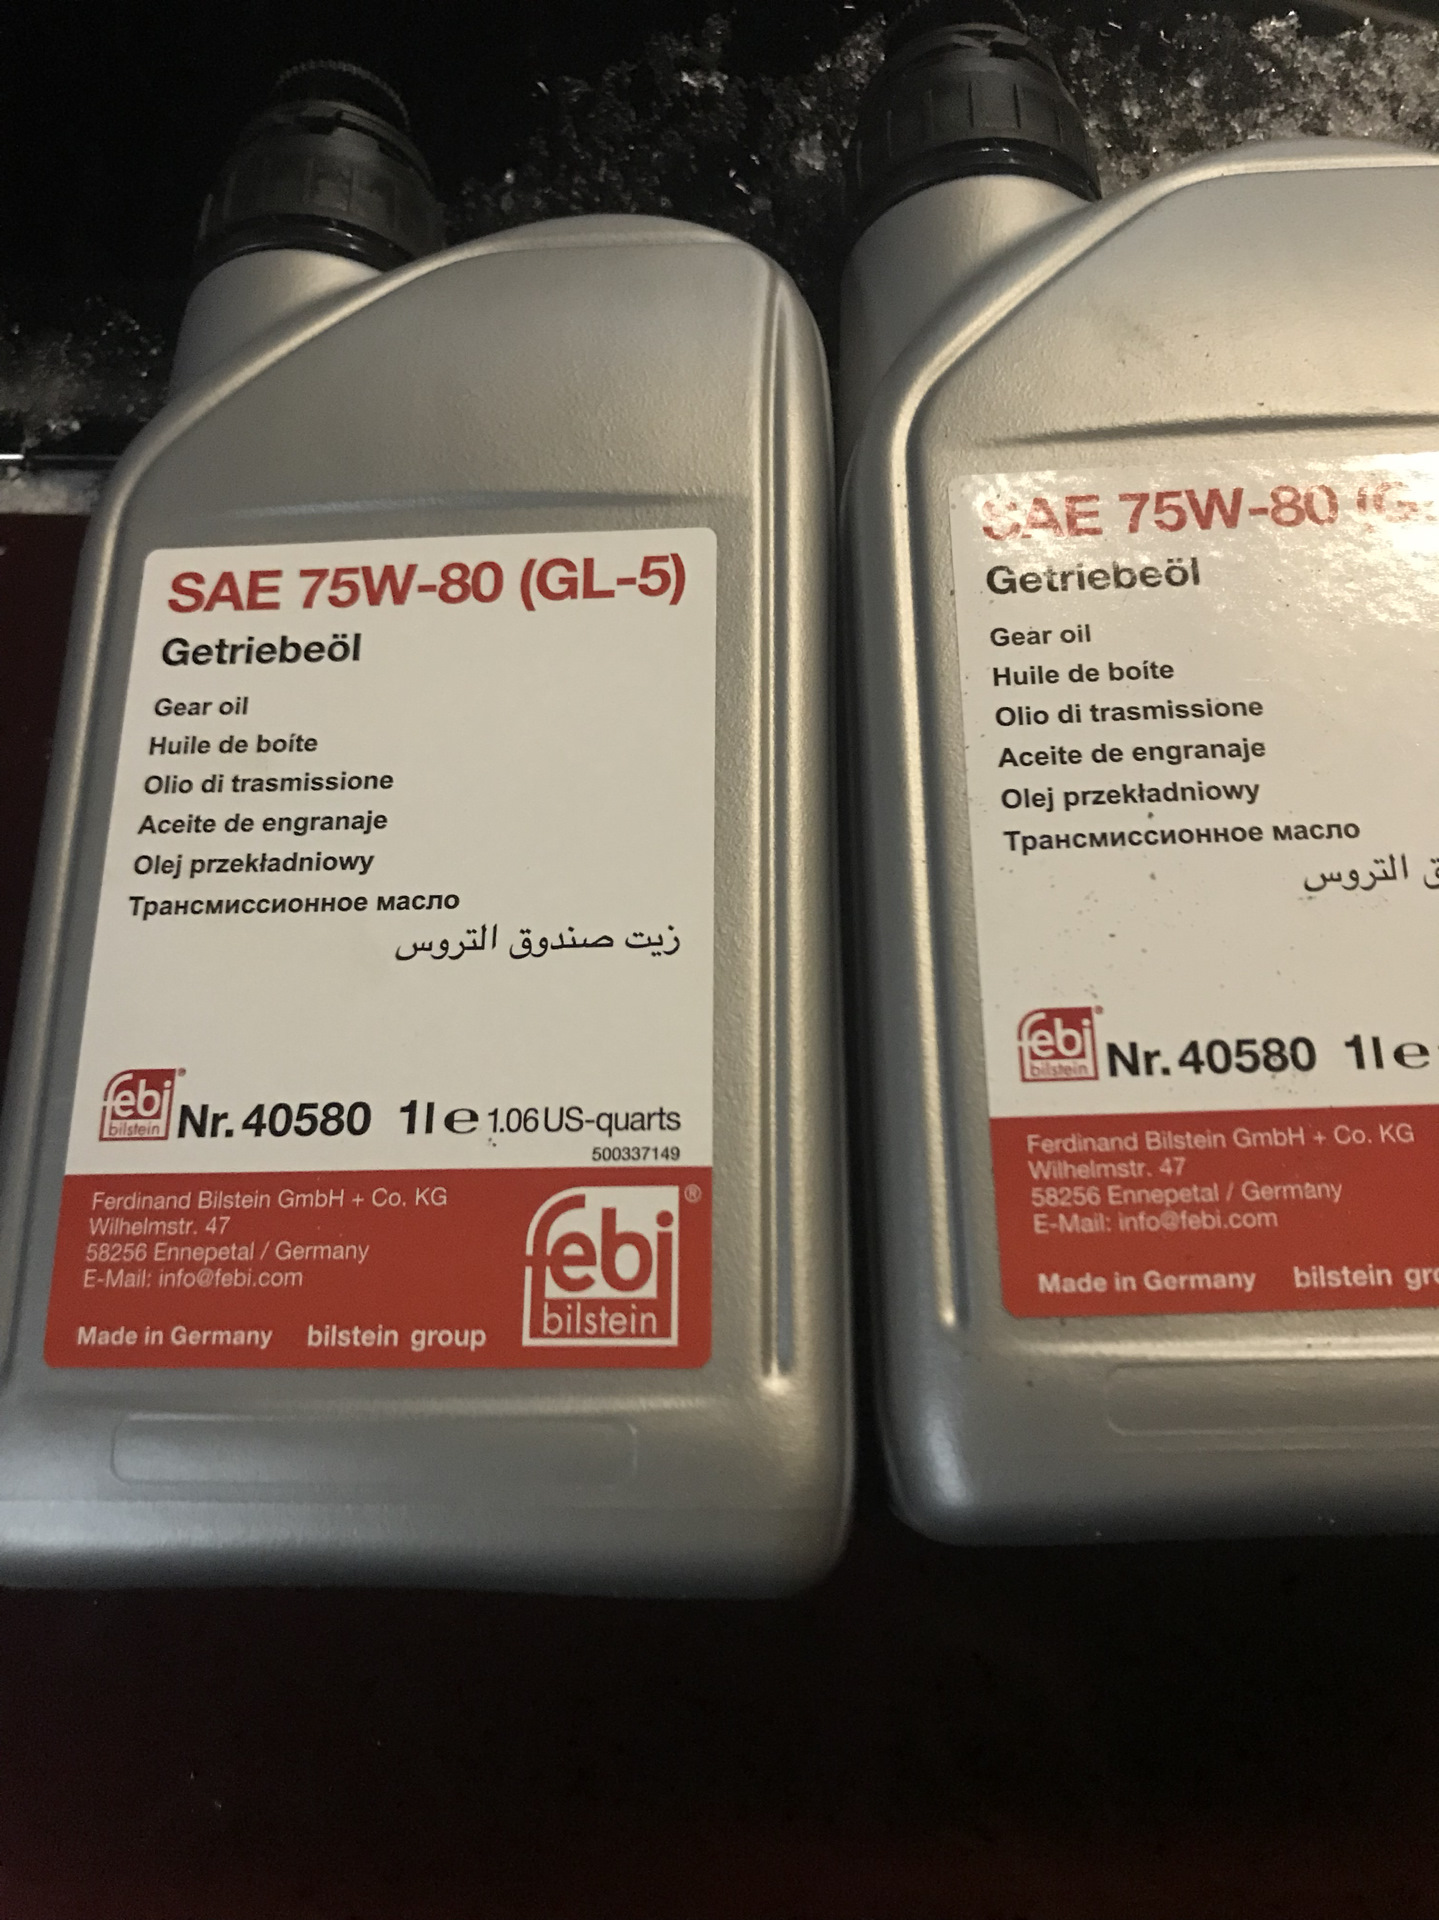 SAE 75W-80 (GL-5)
Getriebeöl
Gear oil
Huile de boîte
Olio di trasmissione
Aceite de engranaje
Olej przekładniowy
Трансмиссионное масло
زيت صندوق التروس
febi®
bilstein
Nr. 40580 1l e 1.06 US-quarts
500337149
Ferdinand Bilstein GmbH + Co. KG
Wilhelmstr. 47
58256 Ennepetal / Germany
E-Mail: info@febi.com
Made in Germany bilstein group
febi®
bilstein
SAE 75W-80
Getriebeöl
Gear oil
Huile de boîte
Olio di trasmissione
Aceite de engranaje
Olej przekładniowy
Трансмиссионное масло
التروس
febi®
bilstein
Nr. 40580 1l e
Ferdinand Bilstein GmbH + Co. KG
Wilhelmstr. 47
58256 Ennepetal / Germany
E-Mail: info@febi.com
Made in Germany bilstein